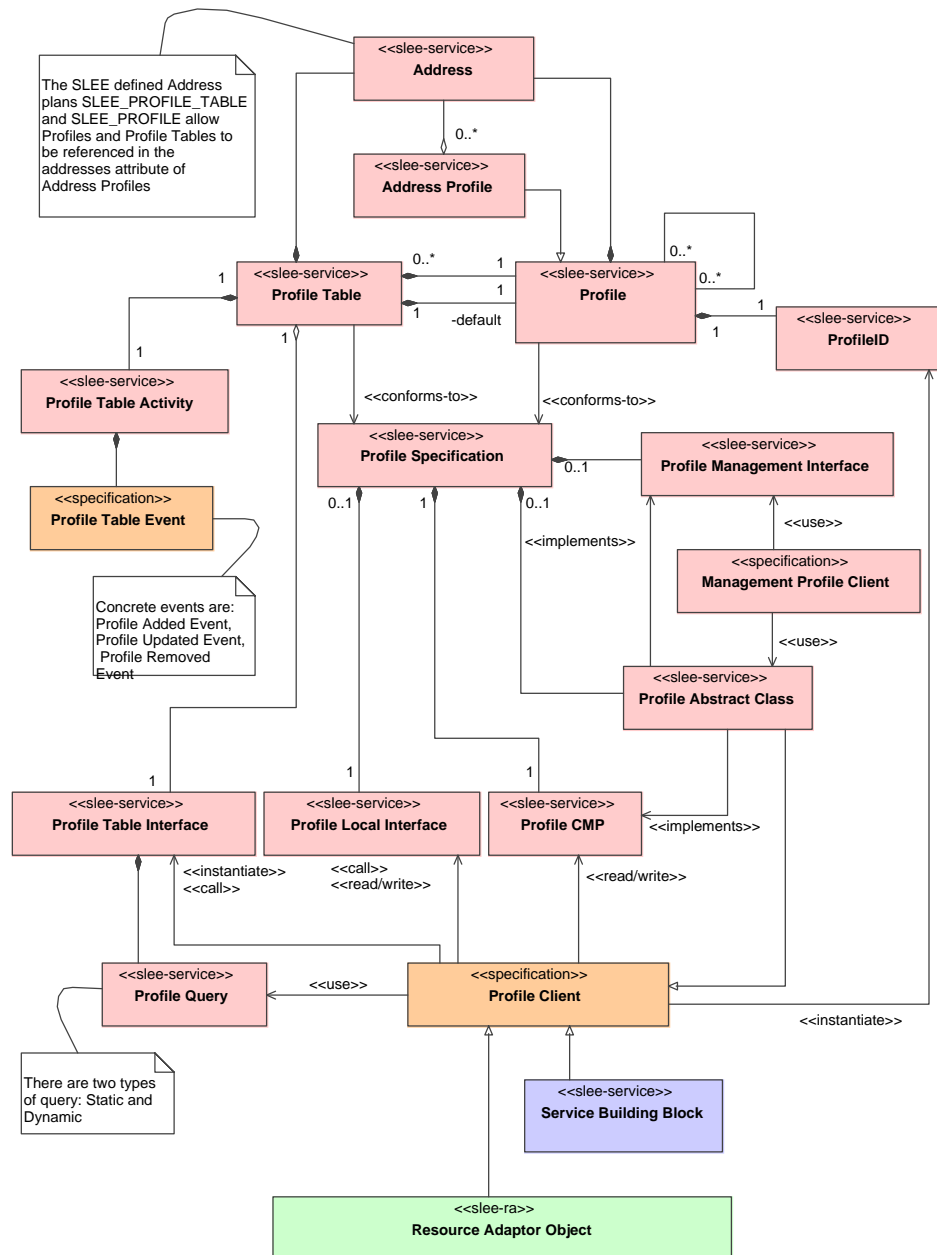 <<slee-service>>
Address
The SLEE defined Address
plans SLEE_PROFILE_TABLE
and SLEE_PROFILE allow
Profiles and Profile Tables to
be referenced in the
addresses attribute of
Address Profiles
0..*
<<slee-service>>
Address Profile
0..*
0..*
<<slee-service>>
Profile Table
0..*
1
1
1
-default
<<slee-service>>
Profile
1
1
<<slee-service>>
ProfileID
1
1
1
<<slee-service>>
Profile Table Activity
<<conforms-to>>
<<conforms-to>>
<<slee-service>>
Profile Specification
0..1
0..1
1
0..1
<<slee-service>>
Profile Management Interface
<<specification>>
Profile Table Event
<<use>>
<<implements>>
<<specification>>
Management Profile Client
Concrete events are:
Profile Added Event,
Profile Updated Event,
Profile Removed
Event
<<use>>
<<slee-service>>
Profile Abstract Class
1
1
1
<<slee-service>>
Profile Table Interface
<<slee-service>>
Profile Local Interface
<<slee-service>>
Profile CMP
<<implements>>
<<instantiate>>
<<call>>
<<call>>
<<read/write>>
<<read/write>>
<<slee-service>>
Profile Query
<<use>>
<<specification>>
Profile Client
<<instantiate>>
There are two types
of query: Static and
Dynamic
<<slee-service>>
Service Building Block
<<slee-ra>>
Resource Adaptor Object